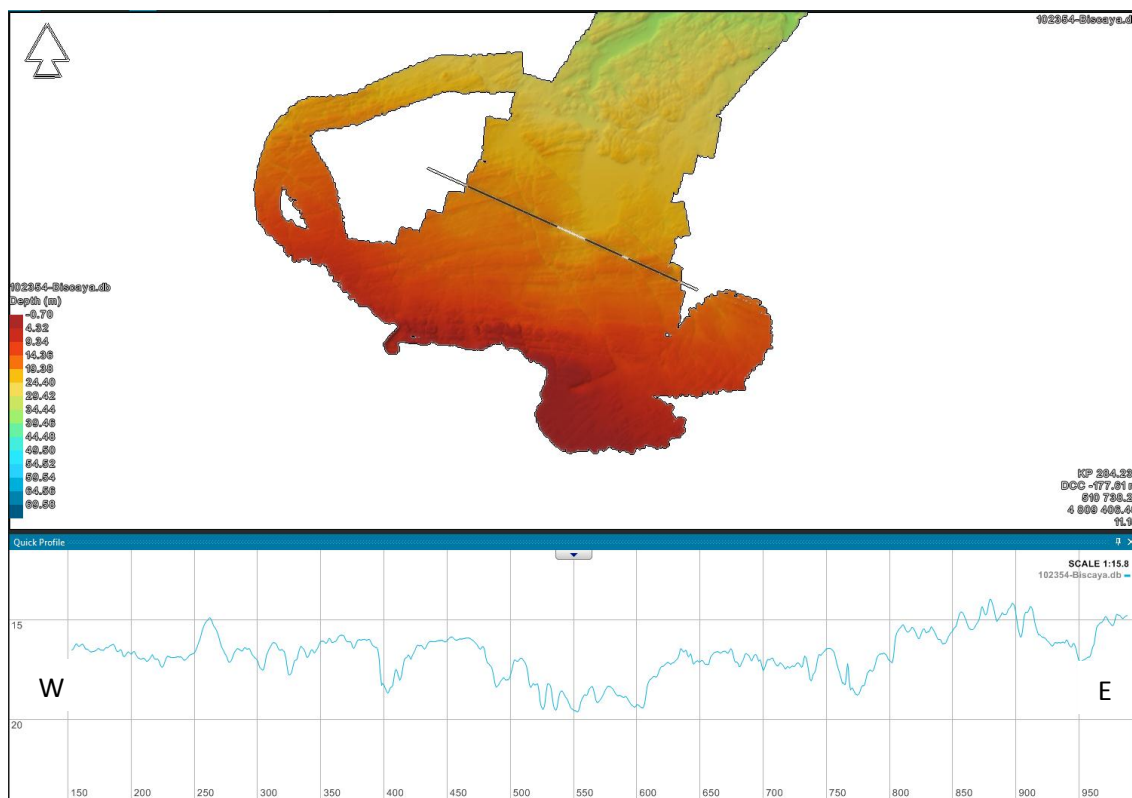 102354-Biscaya.d
102354-Biscaya.db
Depth (m)
-0.70
4.32
9.34
14.36
19.38
24.40
29.42
34.44
39.46
44.48
49.50
54.52
59.54
64.56
69.58
KP 284.23
DCC -177.61
510 738.2
4 809 406.4
11.1
Quick Profile
SCALE 1:15.8
102354-Biscaya.db
15
W
E
20
150 200 250 300 350 400 450 500 550 600 650 700 750 800 850 900 950